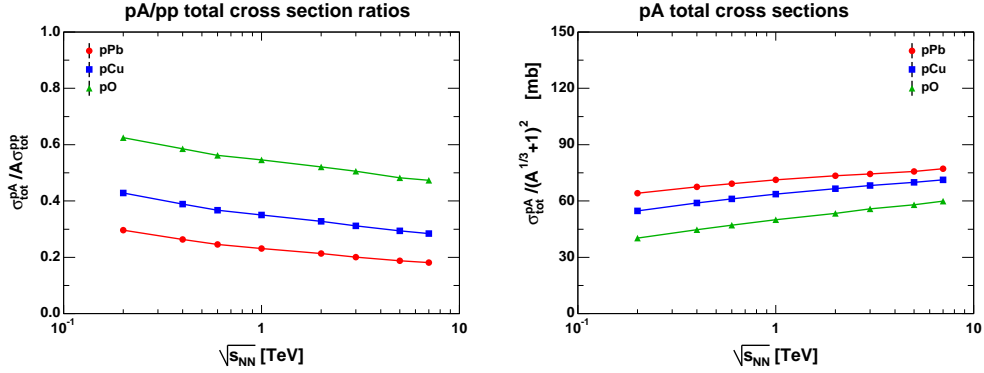 pA/pp total cross section ratios
1.0
0.8
0.6
0.4
0.2
0.0
σ_tot^pA /Aσ_tot^pp
pPb
pCu
pO
10^-1
1
10
√s_NN [TeV]
pA total cross sections
150
120
90
60
30
0
σ_tot^pA /(A^1/3+1)^2 [mb]
pPb
pCu
pO
10^-1
1
10
√s_NN [TeV]